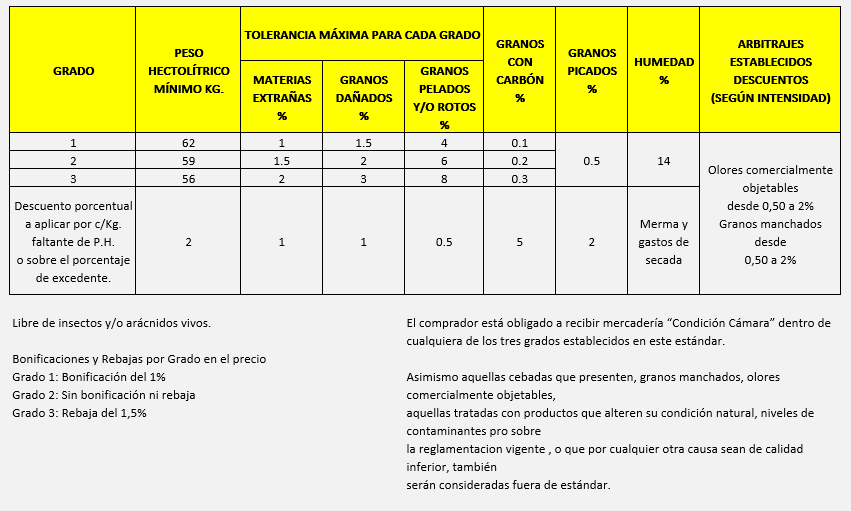 GRADO
PESO
HECTOLÍTRICO
MÍNIMO KG.
TOLERANCIA MÁXIMA PARA CADA GRADO
MATERIAS
EXTRAÑAS
%
GRANOS
DAÑADOS
%
GRANOS
PELADOS
Y/O ROTOS
%
GRANOS
CON
CARBÓN
%
GRANOS
PICADOS
%
HUMEDAD
%
ARBITRAJES
ESTABLECIDOS
DESCUENTOS
(SEGÚN INTENSIDAD)
1 62 1 1.5 4 0.1
2 59 1.5 2 6 0.2 0.5 14
3 56 2 3 8 0.3
Olores comercialmente
objetables
desde 0,50 a 2%
Granos manchados
desde
0,50 a 2%
Descuento porcentual
a aplicar por c/Kg.
faltante de P.H.
o sobre el porcentaje
de excedente.
2 1 1 0.5 5 2
Merma y
gastos de
secada
Libre de insectos y/o arácnidos vivos.
Bonificaciones y Rebajas por Grado en el precio
Grado 1: Bonificación del 1%
Grado 2: Sin bonificación ni rebaja
Grado 3: Rebaja del 1,5%
El comprador está obligado a recibir mercadería “Condición Cámara” dentro de
cualquiera de los tres grados establecidos en este estándar.
Asimismo aquellas cebadas que presenten, granos manchados, olores
comercialmente objetables,
aquellas tratadas con productos que alteren su condición natural, niveles de
contaminantes pro sobre
la reglamentacion vigente , o que por cualquier otra causa sean de calidad
inferior, también
serán consideradas fuera de estándar.